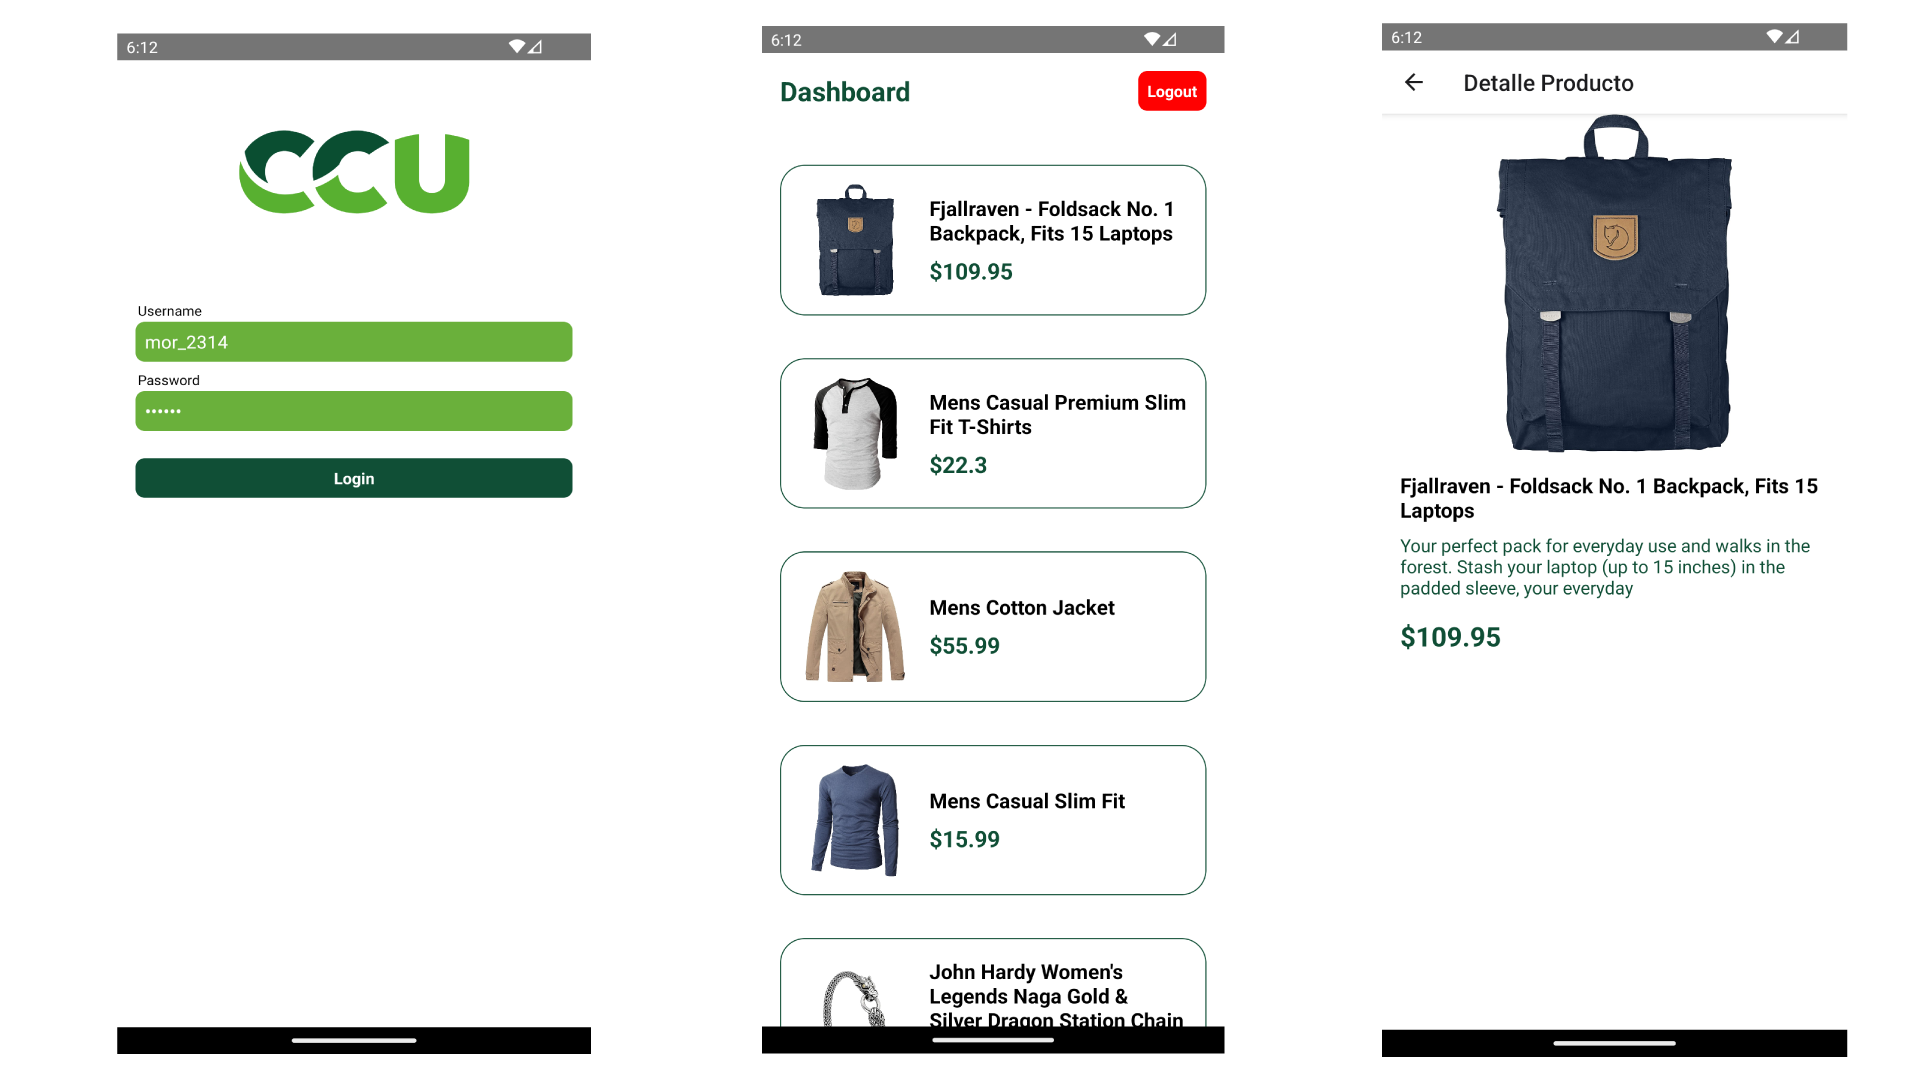 6:12
CCU
Username
mor_2314
Password
••••••
Login
6:12
Dashboard
Logout
Fjallraven - Foldsack No. 1
Backpack, Fits 15 Laptops
$109.95
Mens Casual Premium Slim
Fit T-Shirts
$22.3
Mens Cotton Jacket
$55.99
Mens Casual Slim Fit
$15.99
John Hardy Women's
Legends Naga Gold &
Silver Dragon Station Chain
6:12
Detalle Producto
Fjallraven - Foldsack No. 1 Backpack, Fits 15
Laptops
Your perfect pack for everyday use and walks in the
forest. Stash your laptop (up to 15 inches) in the
padded sleeve, your everyday
$109.95